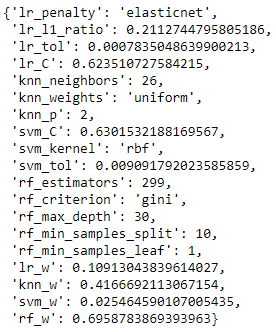 {'lr_penalty': 'elasticnet',
'lr_l1_ratio': 0.2112744795805186,
'lr_tol': 0.0007835048639900213,
'lr_C': 0.623510727584215,
'knn_neighbors': 26,
'knn_weights': 'uniform',
'knn_p': 2,
'svm_C': 0.6301532188169567,
'svm_kernel': 'rbf',
'svm_tol': 0.009091792023585859,
'rf_estimators': 299,
'rf_criterion': 'gini',
'rf_max_depth': 30,
'rf_min_samples_split': 10,
'rf_min_samples_leaf': 1,
'lr_w': 0.10913043839614027,
'knn_w': 0.4166692113067154,
'svm_w': 0.025464590107005435,
'rf_w': 0.6958783869393963}